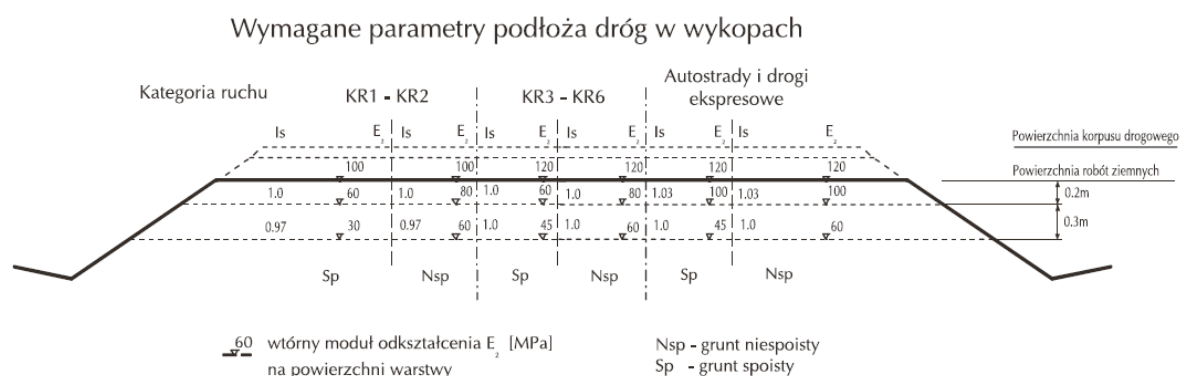 Wymagane parametry podłoża dróg w wykopach
Kategoria ruchu
KR1 - KR2
KR3 - KR6
Autostrady i drogi
ekspresowe
Is E₂ Is E₂ Is E₂ Is E₂ Is E₂ Is E₂
Powierzchnia korpusu drogowego
100 100 120 120 120 120
Powierzchnia robót ziemnych
1.0 60 1.0 80 1.0 60 1.0 80 1.03 100 1.03 100
0.2m
0.97 30 0.97 60 1.0 45 1.0 60 1.0 45 1.0 60
0.3m
Sp Nsp Sp Nsp Sp Nsp
60 wtórny moduł odkształcenia E₂ [MPa]
na powierzchni warstwy
Nsp - grunt niespoisty
Sp - grunt spoisty